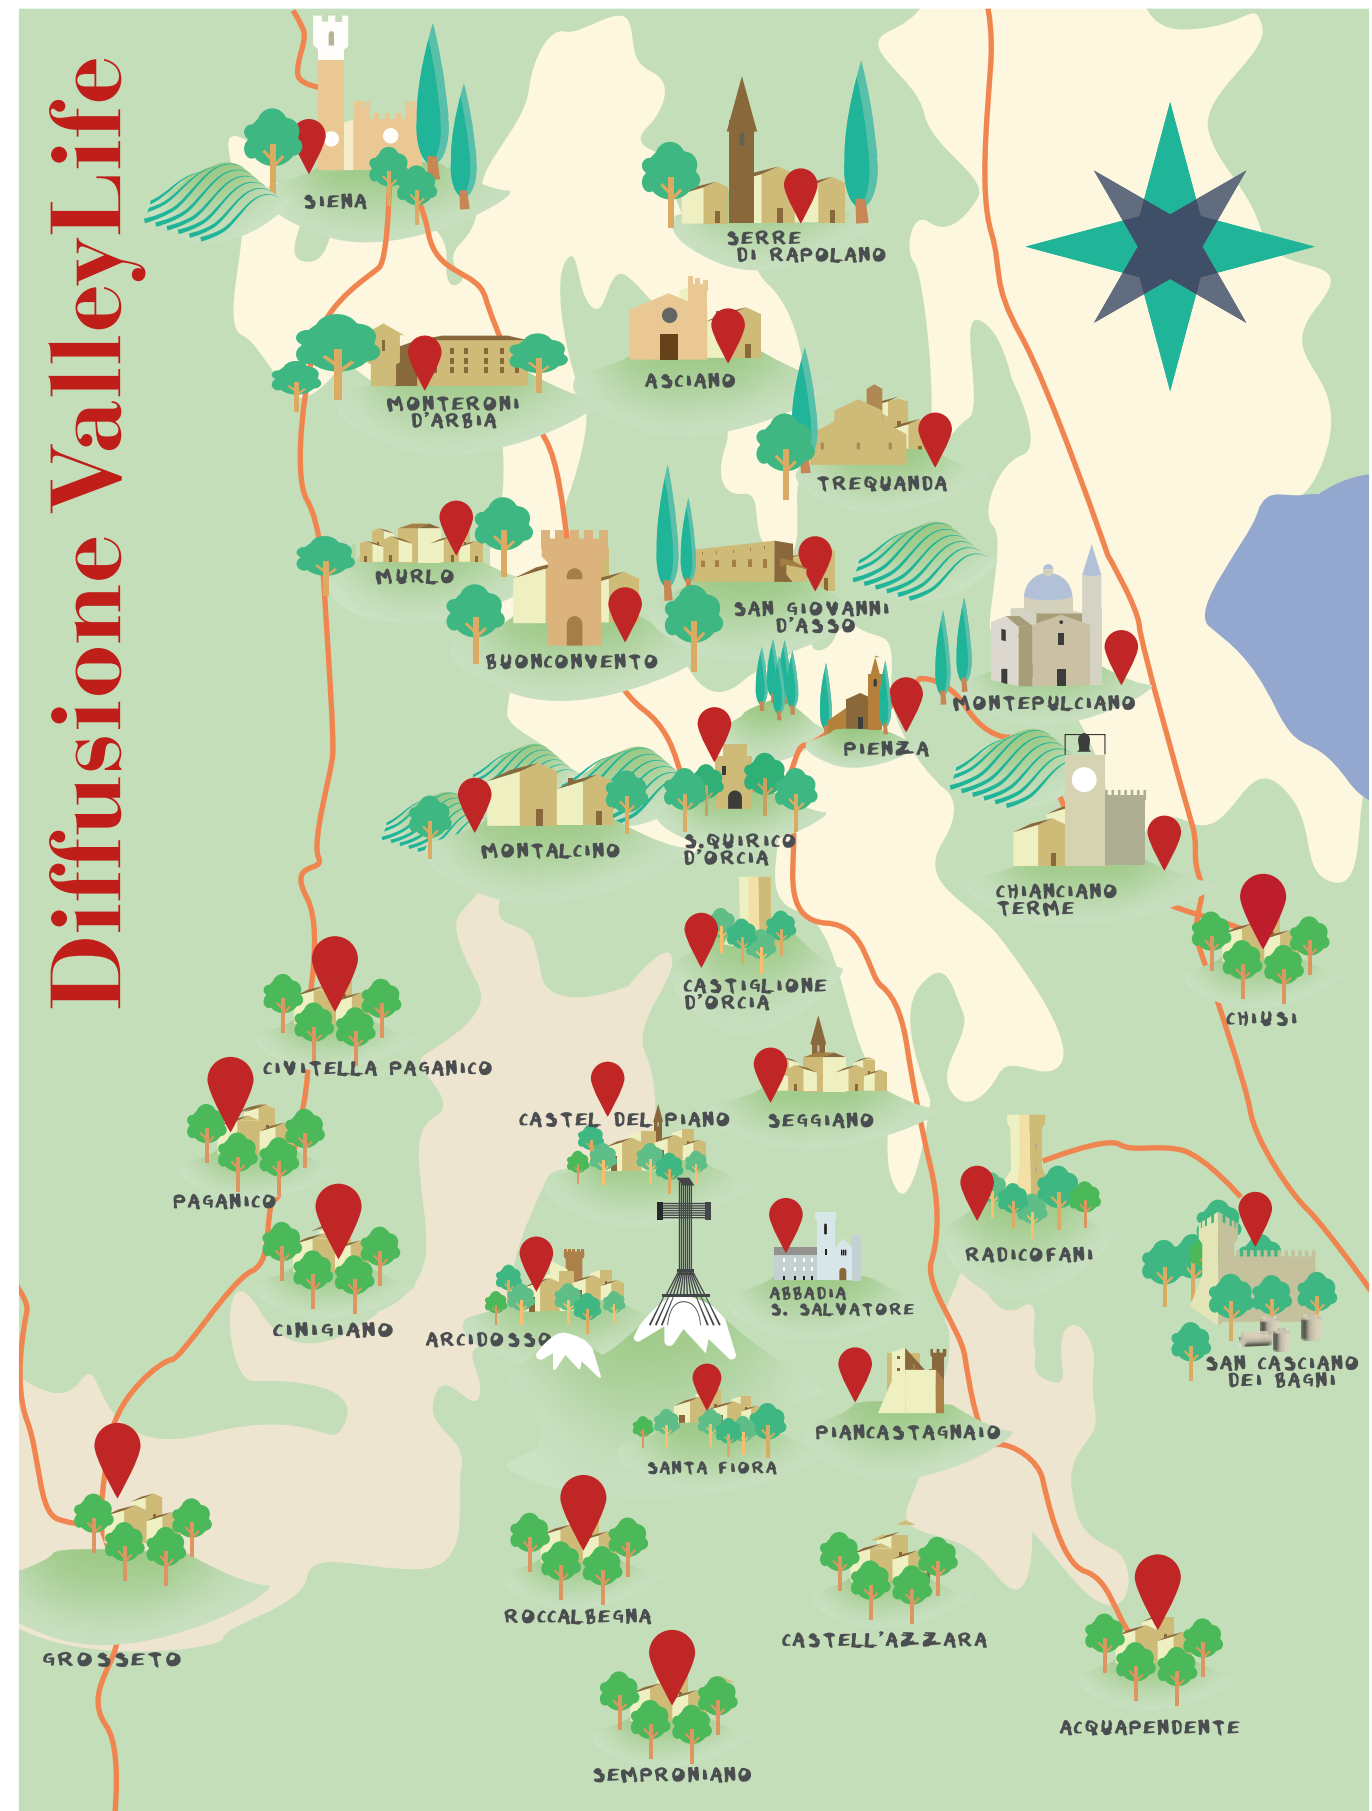 Diffusione ValleyLife
SIENA
SERRE
DI RAPOLANO
ASCIANO
MONTERONI
D'ARBIA
TREQUANDA
MURLO
SAN GIOVANNI
D'ASSO
BUONCONVENTO
MONTEPULCIANO
PIENZA
S.QUIRICO
D'ORCIA
MONTALCINO
CHIANCIANO
TERME
CASTIGLIONE
D'ORCIA
CHIUSI
CIVITELLA PAGANICO
CASTEL DEL PIANO
SEGGIANO
PAGANICO
RADICOFANI
ABBADIA
S. SALVATORE
CINIGIANO
ARCIDOSSO
SAN CASCIANO
DEI BAGNI
PIANCASTAGNAIO
SANTA FIORA
ROCCALBEGNA
CASTELL'AZZARA
GROSSETO
ACQUAPENDENTE
SEMPRONIANO